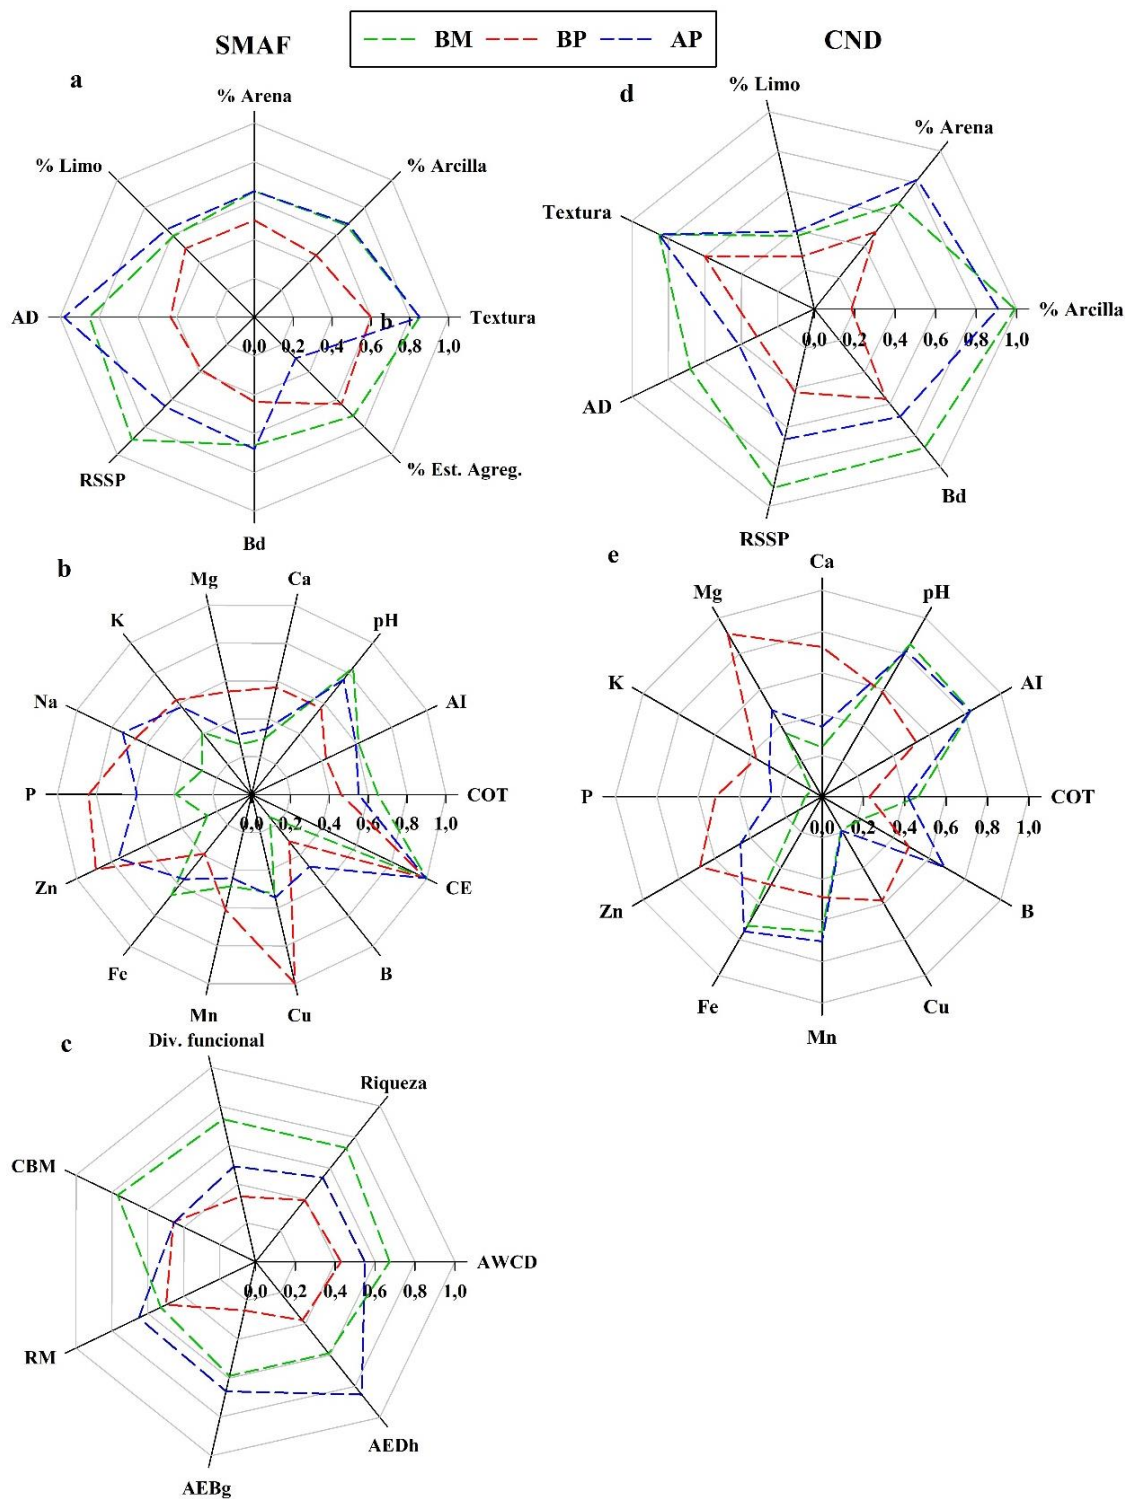 SMAF
BM BP AP
CND
a
% Arena
% Limo
% Arcilla
AD
Textura
b
0,0 0,2 0,4 0,6 0,8 1,0
RSSP
% Est. Agreg.
Bd
d
% Limo
% Arena
Textura
% Arcilla
0,0 0,2 0,4 0,6 0,8 1,0
AD
Bd
RSSP
b
Mg
Ca
K
pH
Na
AI
P
COT
0,0 0,2 0,4 0,6 0,8 1,0
Zn
CE
Fe
B
Mn
Cu
e
Ca
Mg
pH
K
AI
P
COT
0,0 0,2 0,4 0,6 0,8 1,0
Zn
B
Fe
Cu
Mn
c
Div. funcional
Riqueza
CBM
AWCD
0,0 0,2 0,4 0,6 0,8 1,0
RM
AEDh
AEBg